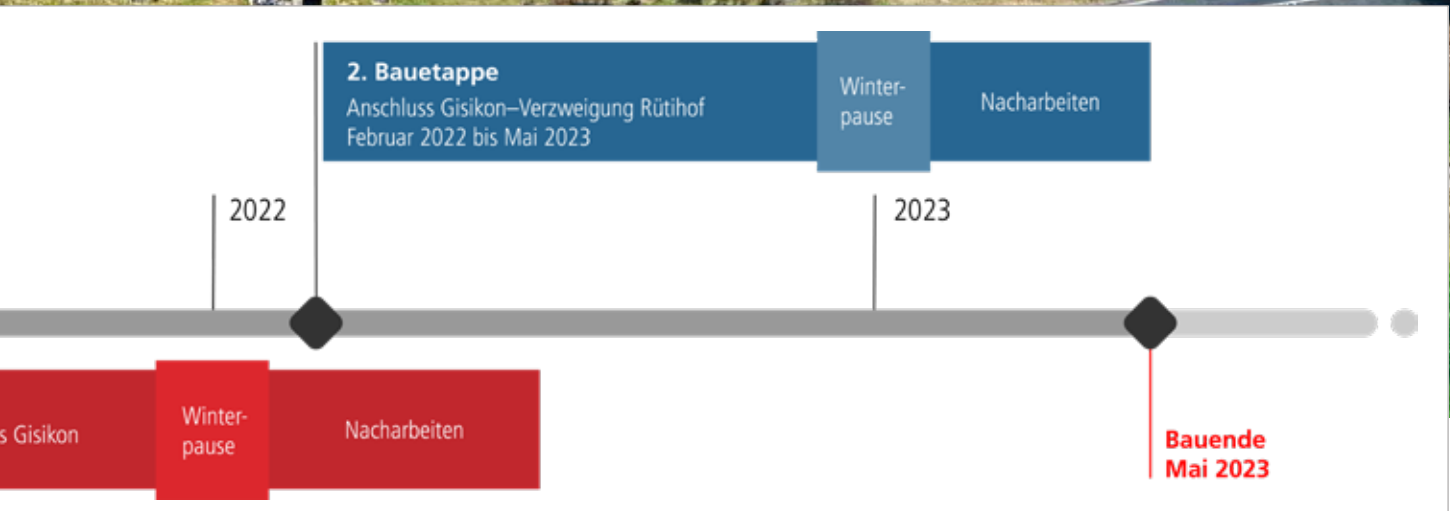 2. Bauetappe
Anschluss Gisikon–Verzweigung Rütihof
Februar 2022 bis Mai 2023
Winter-
pause
Nacharbeiten
2022
2023
s Gisikon
Winter-
pause
Nacharbeiten
Bauende
Mai 2023